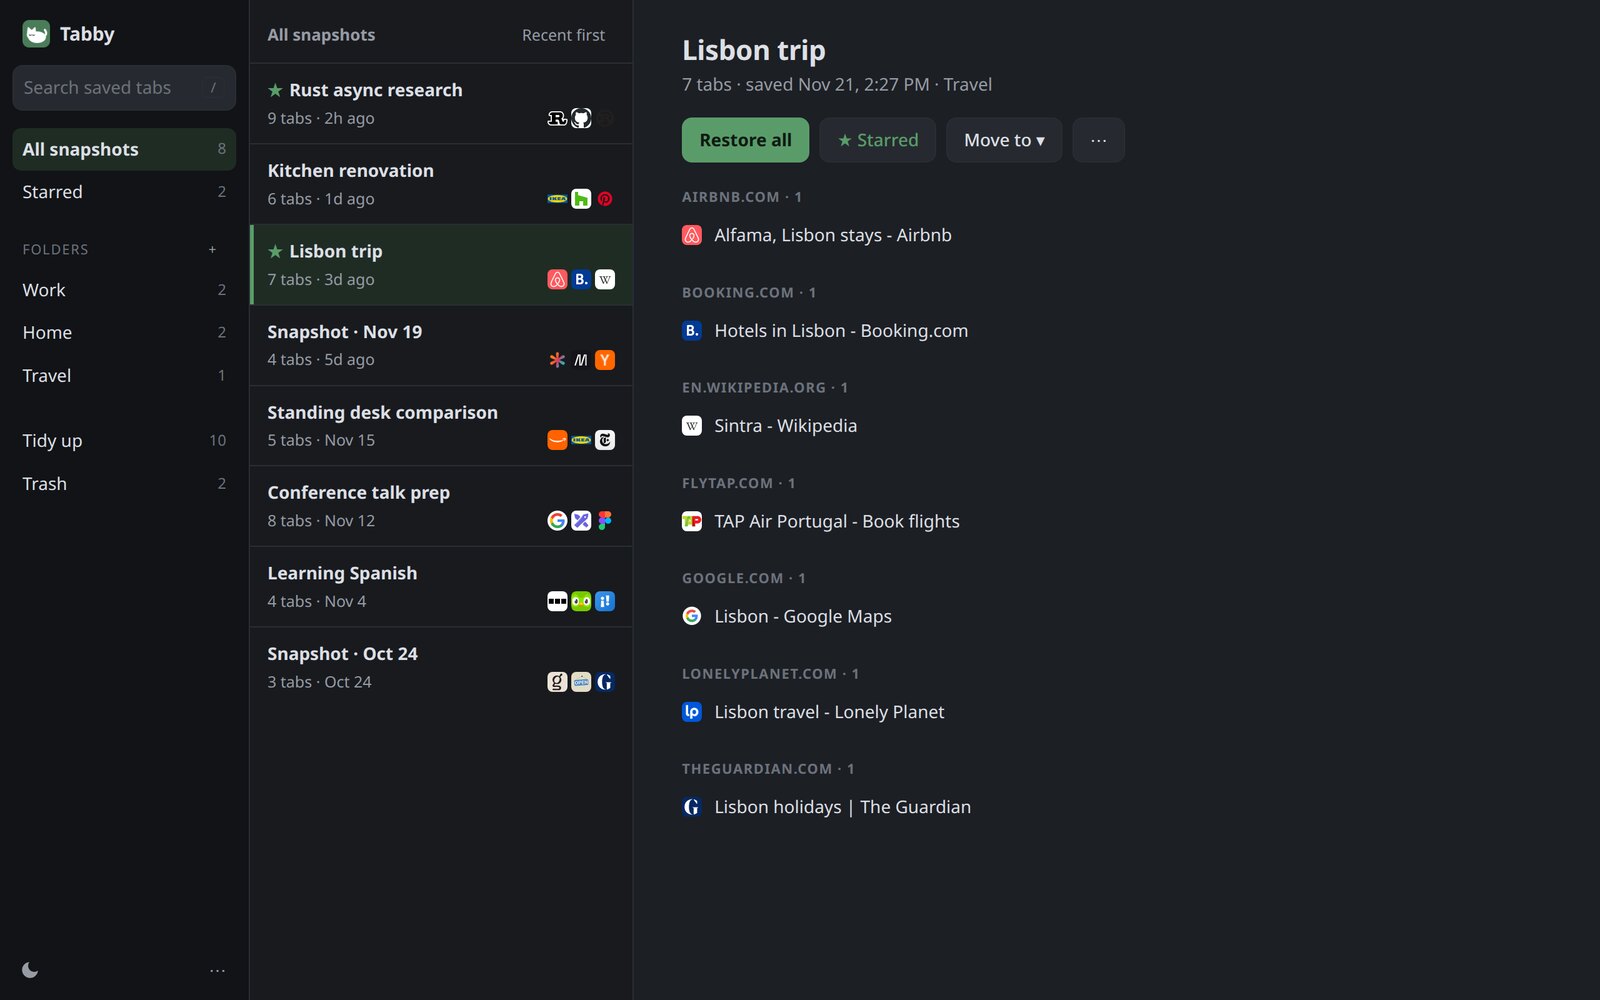 Tabby
Search saved tabs /
All snapshots 8
Starred 2
FOLDERS +
Work 2
Home 2
Travel 1
Tidy up 10
Trash 2
...
All snapshots Recent first
★ Rust async research
9 tabs · 2h ago
Kitchen renovation
6 tabs · 1d ago
★ Lisbon trip
7 tabs · 3d ago
Snapshot · Nov 19
4 tabs · 5d ago
Standing desk comparison
5 tabs · Nov 15
Conference talk prep
8 tabs · Nov 12
Learning Spanish
4 tabs · Nov 4
Snapshot · Oct 24
3 tabs · Oct 24
Lisbon trip
7 tabs · saved Nov 21, 2:27 PM · Travel
Restore all ★ Starred Move to ▾ ...
AIRBNB.COM · 1
Alfama, Lisbon stays - Airbnb
BOOKING.COM · 1
B. Hotels in Lisbon - Booking.com
EN.WIKIPEDIA.ORG · 1
W Sintra - Wikipedia
FLYTAP.COM · 1
TAP TAP Air Portugal - Book flights
GOOGLE.COM · 1
G Lisbon - Google Maps
LONELYPLANET.COM · 1
lp Lisbon travel - Lonely Planet
THEGUARDIAN.COM · 1
G Lisbon holidays | The Guardian